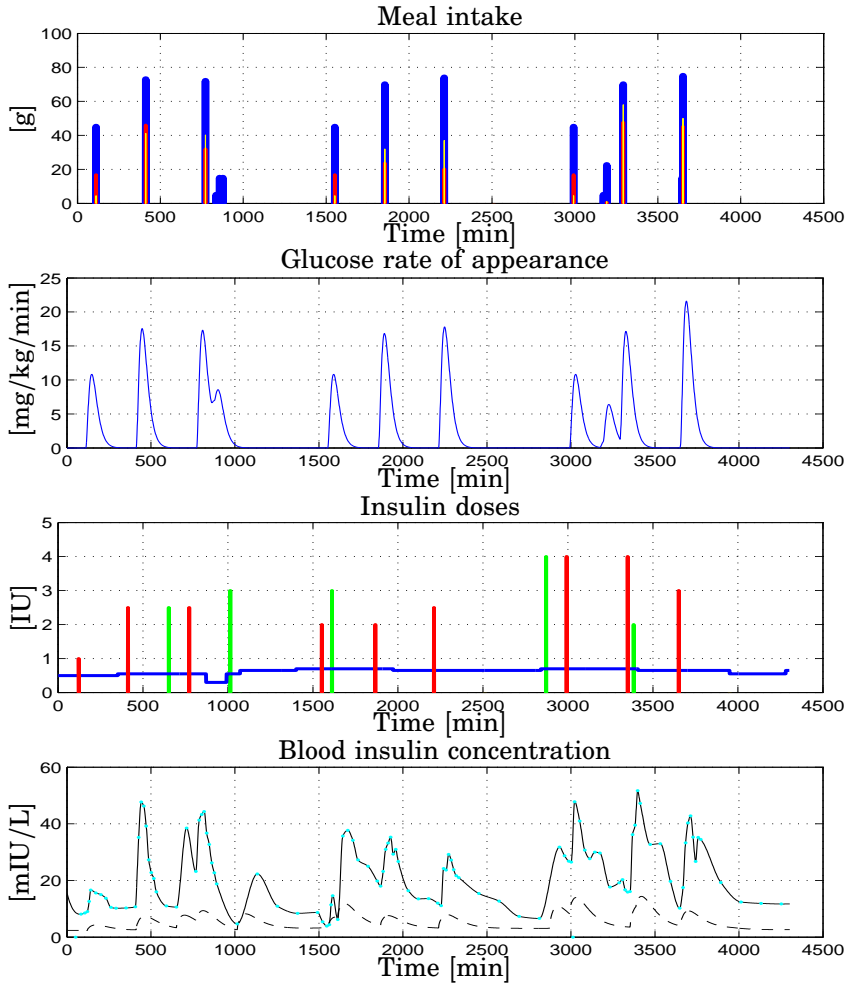 Meal intake
[g]
100
80
60
40
20
0
0 500 1000 1500 2000 2500 3000 3500 4000 4500
Time [min]
Glucose rate of appearance
[mg/kg/min]
25
20
15
10
5
0
0 500 1000 1500 2000 2500 3000 3500 4000 4500
Time [min]
Insulin doses
[IU]
5
4
3
2
1
0
0 500 1000 1500 2000 2500 3000 3500 4000 4500
Time [min]
Blood insulin concentration
[mIU/L]
60
40
20
0
0 500 1000 1500 2000 2500 3000 3500 4000 4500
Time [min]